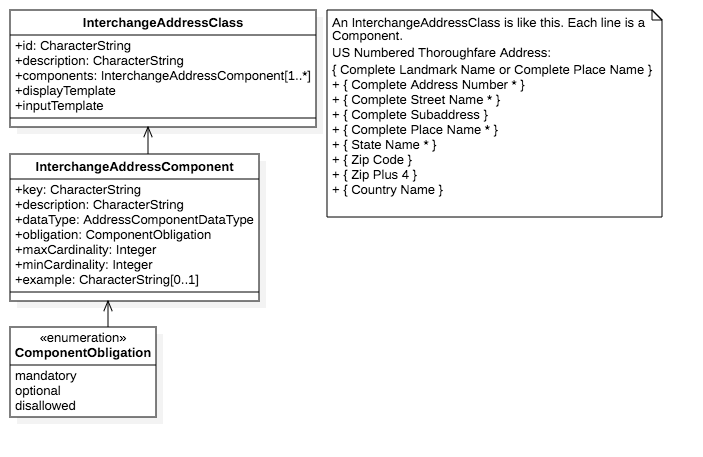 InterchangeAddressClass
+id: CharacterString
+description: CharacterString
+components: InterchangeAddressComponent[1..*]
+displayTemplate
+inputTemplate
An InterchangeAddressClass is like this. Each line is a
Component.
US Numbered Thoroughfare Address:
{ Complete Landmark Name or Complete Place Name }
+ { Complete Address Number * }
+ { Complete Street Name * }
+ { Complete Subaddress }
+ { Complete Place Name * }
+ { State Name * }
+ { Zip Code }
+ { Zip Plus 4 }
+ { Country Name }
InterchangeAddressComponent
+key: CharacterString
+description: CharacterString
+dataType: AddressComponentDataType
+obligation: ComponentObligation
+maxCardinality: Integer
+minCardinality: Integer
+example: CharacterString[0..1]
«enumeration»
ComponentObligation
mandatory
optional
disallowed